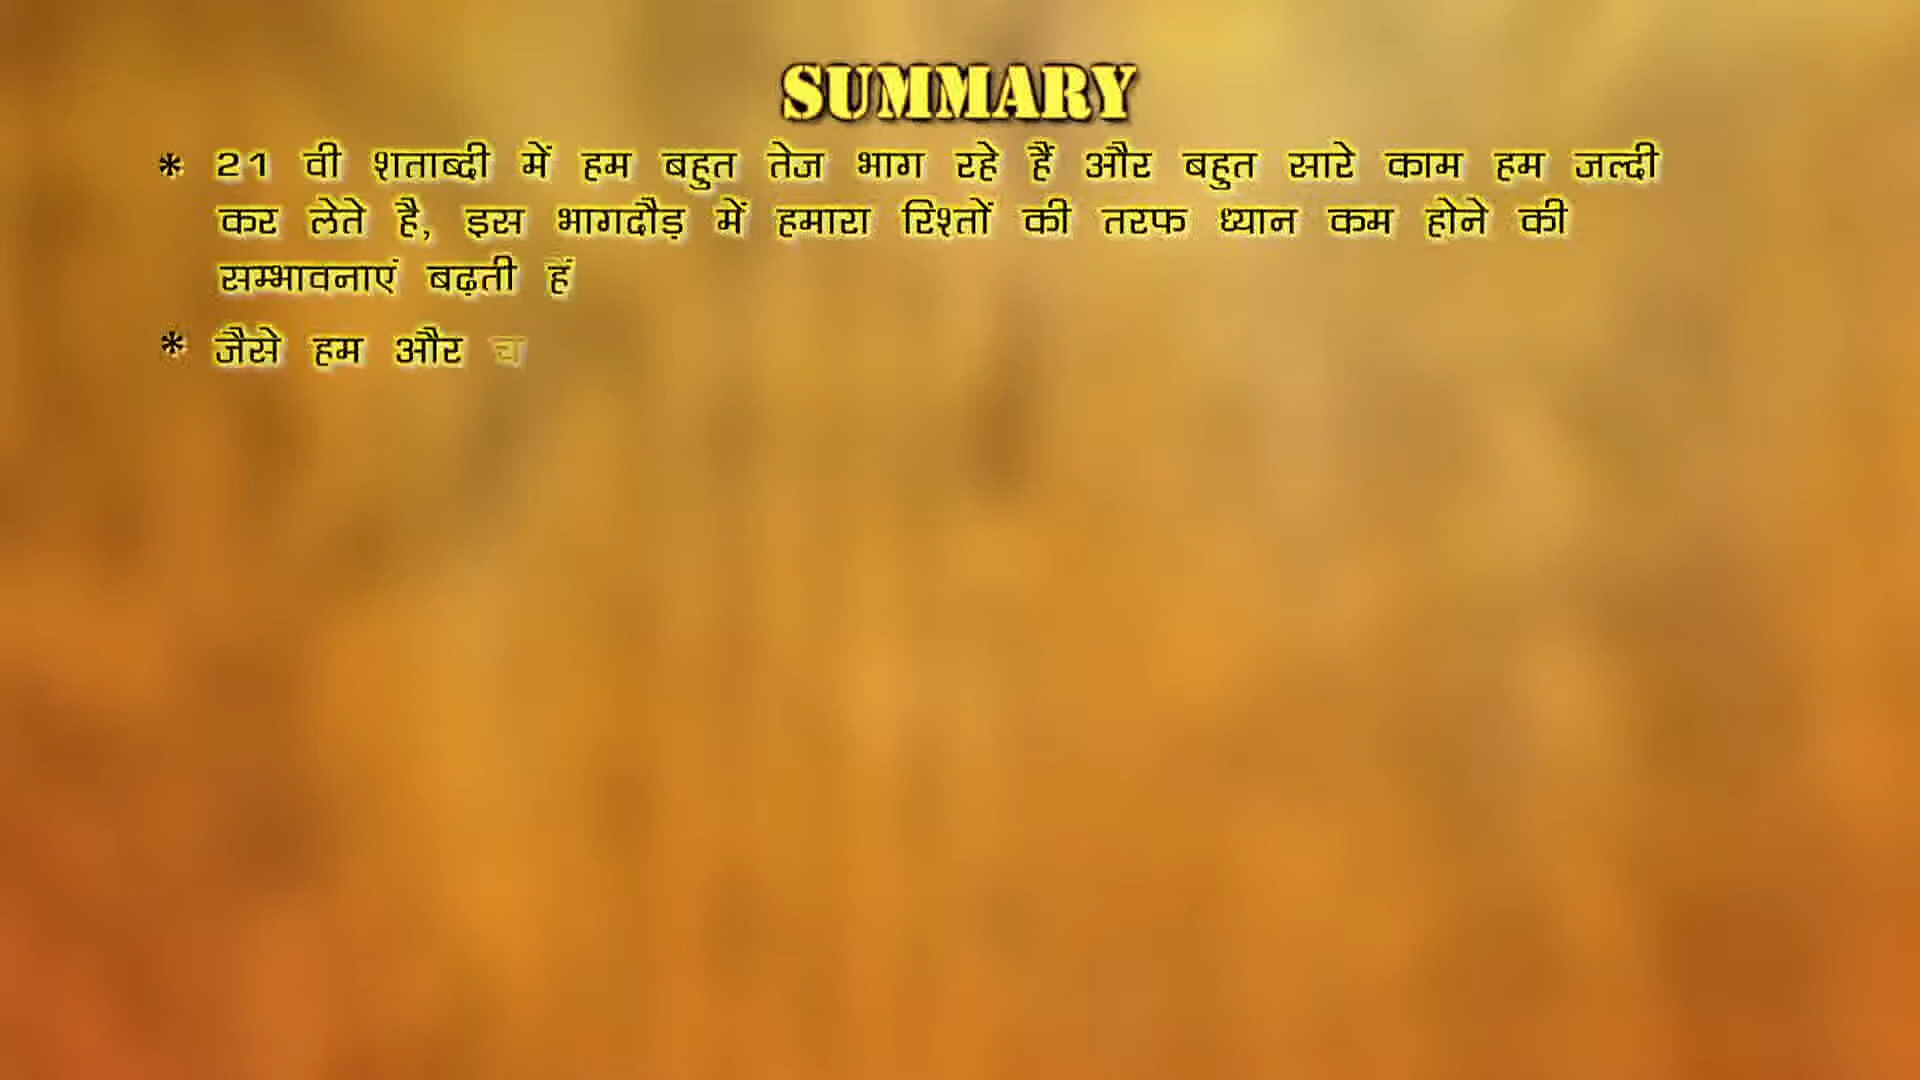 SUMMARY
* 21 वी शताब्दी में हम बहुत तेज भाग रहे हैं और बहुत सारे काम हम जल्दी
कर लेते है, इस भागदौड़ में हमारा रिश्तों की तरफ ध्यान कम होने की
सम्भावनाएं बढ़ती हं
* जैसे हम और